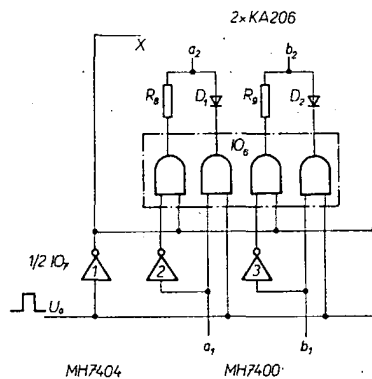 2×KA206
X
a2
b2
R8
D1
R9
D2
IO6
1/2 IO7
1
2
3
U0
a1
b1
MH7404
MH7400